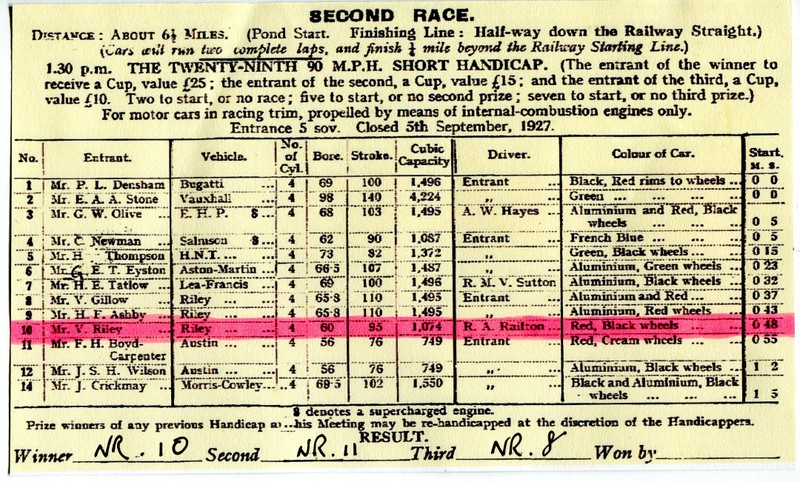 SECOND RACE.
DISTANCE: ABOUT 6½ MILES. (Pond Start. Finishing Line: Half-way down the Railway Straight.)
(Cars will run two complete laps, and finish ¼ mile beyond the Railway Starting Line.)
1.30 p.m. THE TWENTY-NINTH 90 M.P.H. SHORT HANDICAP. (The entrant of the winner to
receive a Cup, value £25; the entrant of the second, a Cup, value £15; and the entrant of the third, a Cup,
value £10. Two to start, or no race; five to start, or no second prize; seven to start, or no third prize.)
For motor cars in racing trim, propelled by means of internal-combustion engines only.
Entrance 5 sov. Closed 5th September, 1927.
No. Entrant. Vehicle. No. of Cyl. Bore. Stroke. Cubic Capacity Driver. Colour of Car. Start. M. S.
1 Mr. P. L. Densham Bugatti ... 4 69 100 1,496 Entrant Black, Red rims to wheels ... 0 0
2 Mr. E. A. A. Stone Vauxhall ... 4 98 140 4,224 „ Green ... ... ... 0 0
3 Mr. G. W. Olive E. H. P. S ... 4 68 103 1,495 A. W. Hayes ... Aluminium and Red, Black
wheels ... ... ... 0 5
4 Mr. C. Newman Salmson S ... 4 62 90 1,087 Entrant French Blue ... ... ... 0 5
5 Mr. H Thompson H.N.T. ... 4 73 82 1,372 „ Green, Black wheels ... ... 0 15
6 Mr. G. E. T. Eyston Aston-Martin ... 4 66·5 107 1,487 „ Aluminium, Green wheels ... 0 23
7 Mr. H. E. Tatlow Lea-Francis ... 4 69 100 1,496 R. M. V. Sutton Aluminium, Black wheels ... 0 32
8 Mr. V. Gillow Riley ... 4 65·8 110 1,495 Entrant Aluminium and Red ... ... 0 37
9 Mr. H. F. Ashby Riley ... 4 65·8 110 1,495 „ Aluminium, Red wheels ... 0 43
10 Mr. V. Riley Riley ... 4 60 95 1,074 R. A. Railton ... Red, Black wheels ... ... 0 48
11 Mr. F. H. Boyd-
Carpenter Austin ... ... 4 56 76 749 Entrant Red, Cream wheels ... ... 0 55
12 Mr. J. S. H. Wilson Austin ... ... 4 56 76 749 „ Aluminium, Black wheels ... 1 2
14 Mr. J. Crickmay Morris-Cowley ... 4 69·5 102 1,550 „ Black and Aluminium, Black
wheels ... ... ... 1 5
S denotes a supercharged engine.
Prize winners of any previous Handicap a...his Meeting may be re-handicapped at the discretion of the Handicappers.
RESULT.
Winner NR. 10 Second NR. 11 Third NR. 8 Won by